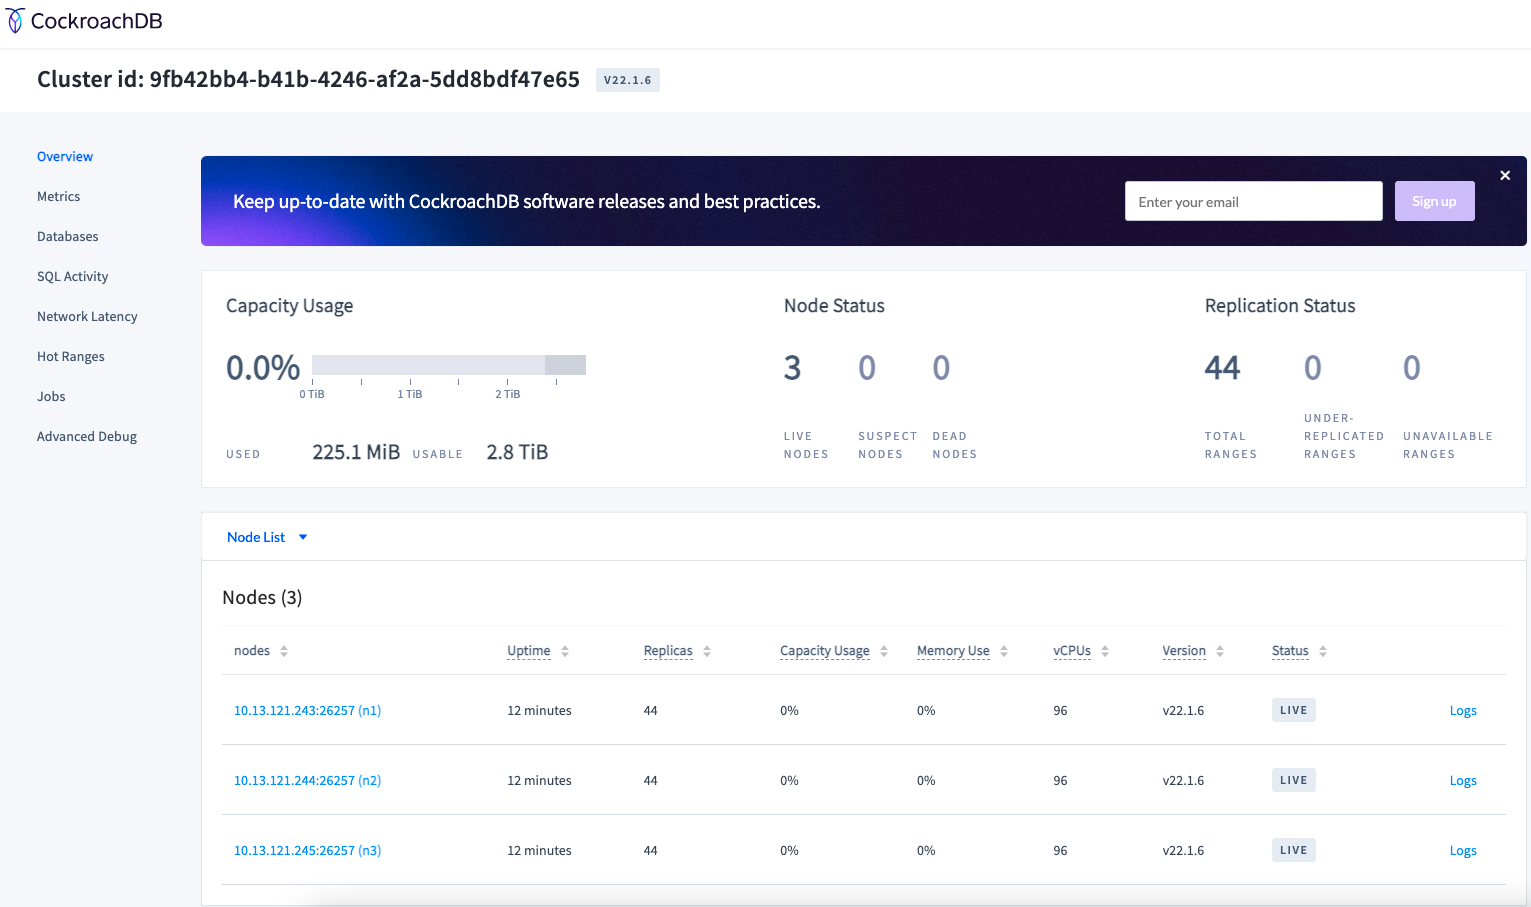 CockroachDB
Cluster id: 9fb42bb4-b41b-4246-af2a-5dd8bdf47e65 V22.1.6
Overview
Metrics
Databases
SQL Activity
Network Latency
Hot Ranges
Jobs
Advanced Debug
Keep up-to-date with CockroachDB software releases and best practices.
Enter your email
Sign up
Capacity Usage
0.0%
0 TiB 1 TiB 2 TiB
USED 225.1 MiB USABLE 2.8 TiB
Node Status
3 0 0
LIVE NODES
SUSPECT NODES
DEAD NODES
Replication Status
44 0 0
TOTAL RANGES
UNDER-REPLICATED RANGES
UNAVAILABLE RANGES
Node List
Nodes (3)
nodes Uptime Replicas Capacity Usage Memory Use vCPUs Version Status
10.13.121.243:26257 (n1) 12 minutes 44 0% 0% 96 v22.1.6 LIVE Logs
10.13.121.244:26257 (n2) 12 minutes 44 0% 0% 96 v22.1.6 LIVE Logs
10.13.121.245:26257 (n3) 12 minutes 44 0% 0% 96 v22.1.6 LIVE Logs